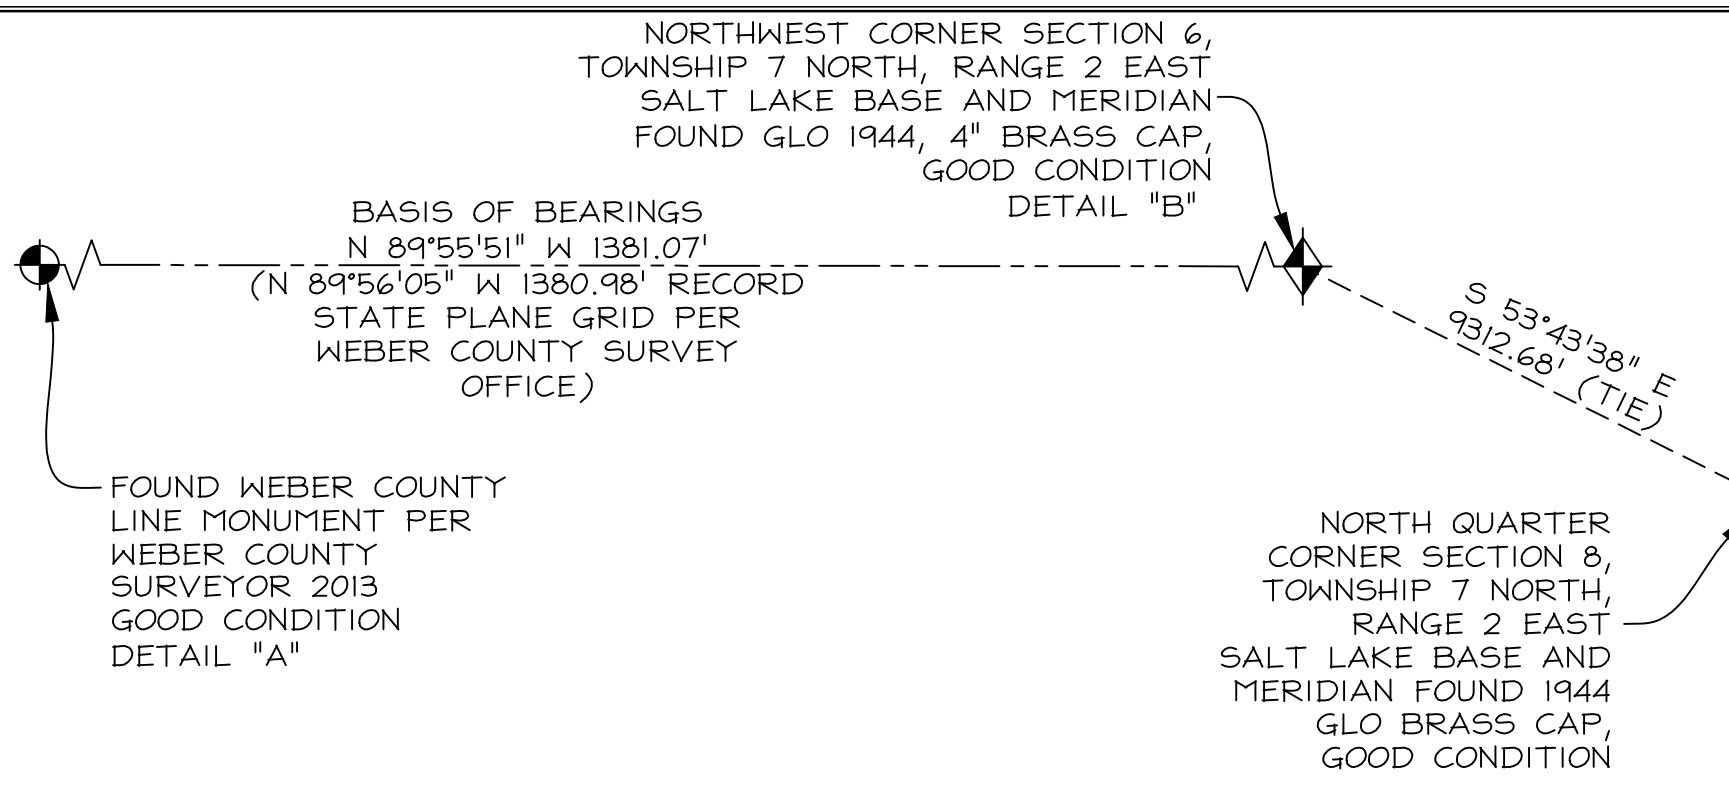 NORTHWEST CORNER SECTION 6,
TOWNSHIP 7 NORTH, RANGE 2 EAST
SALT LAKE BASE AND MERIDIAN
FOUND GLO 1944, 4" BRASS CAP,
GOOD CONDITION
DETAIL "B"
BASIS OF BEARINGS
N 89°55'51" W 1381.07'
(N 89°56'05" W 1380.98' RECORD
STATE PLANE GRID PER
WEBER COUNTY SURVEY
OFFICE)
S 53°43'38" E
9312.68' (TIE)
FOUND WEBER COUNTY
LINE MONUMENT PER
WEBER COUNTY
SURVEYOR 2013
GOOD CONDITION
DETAIL "A"
NORTH QUARTER
CORNER SECTION 8,
TOWNSHIP 7 NORTH,
RANGE 2 EAST
SALT LAKE BASE AND
MERIDIAN FOUND 1944
GLO BRASS CAP,
GOOD CONDITION